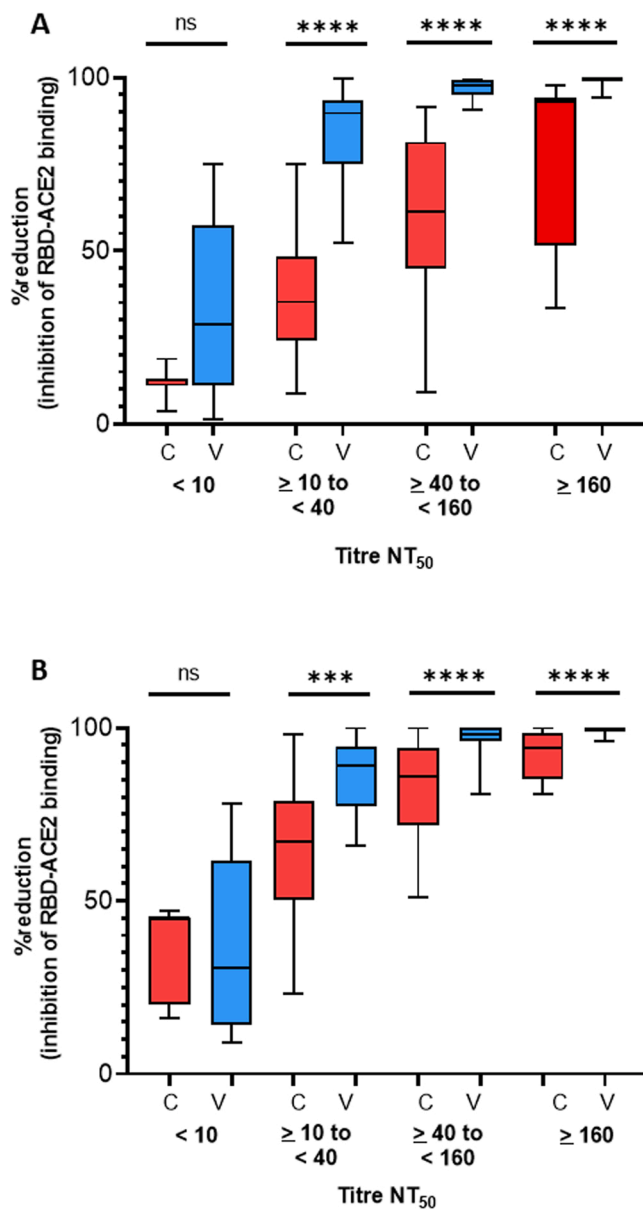 A
ns **** **** ****
100
50
0
%reduction
(inhibition of RBD-ACE2 binding)
C V C V C V C V
< 10 ≥ 10 to ≥ 40 to ≥ 160
< 40 < 160
Titre NT50
B
ns *** **** ****
100
50
0
%reduction
(inhibition of RBD-ACE2 binding)
C V C V C V C V
< 10 ≥ 10 to ≥ 40 to ≥ 160
< 40 < 160
Titre NT50